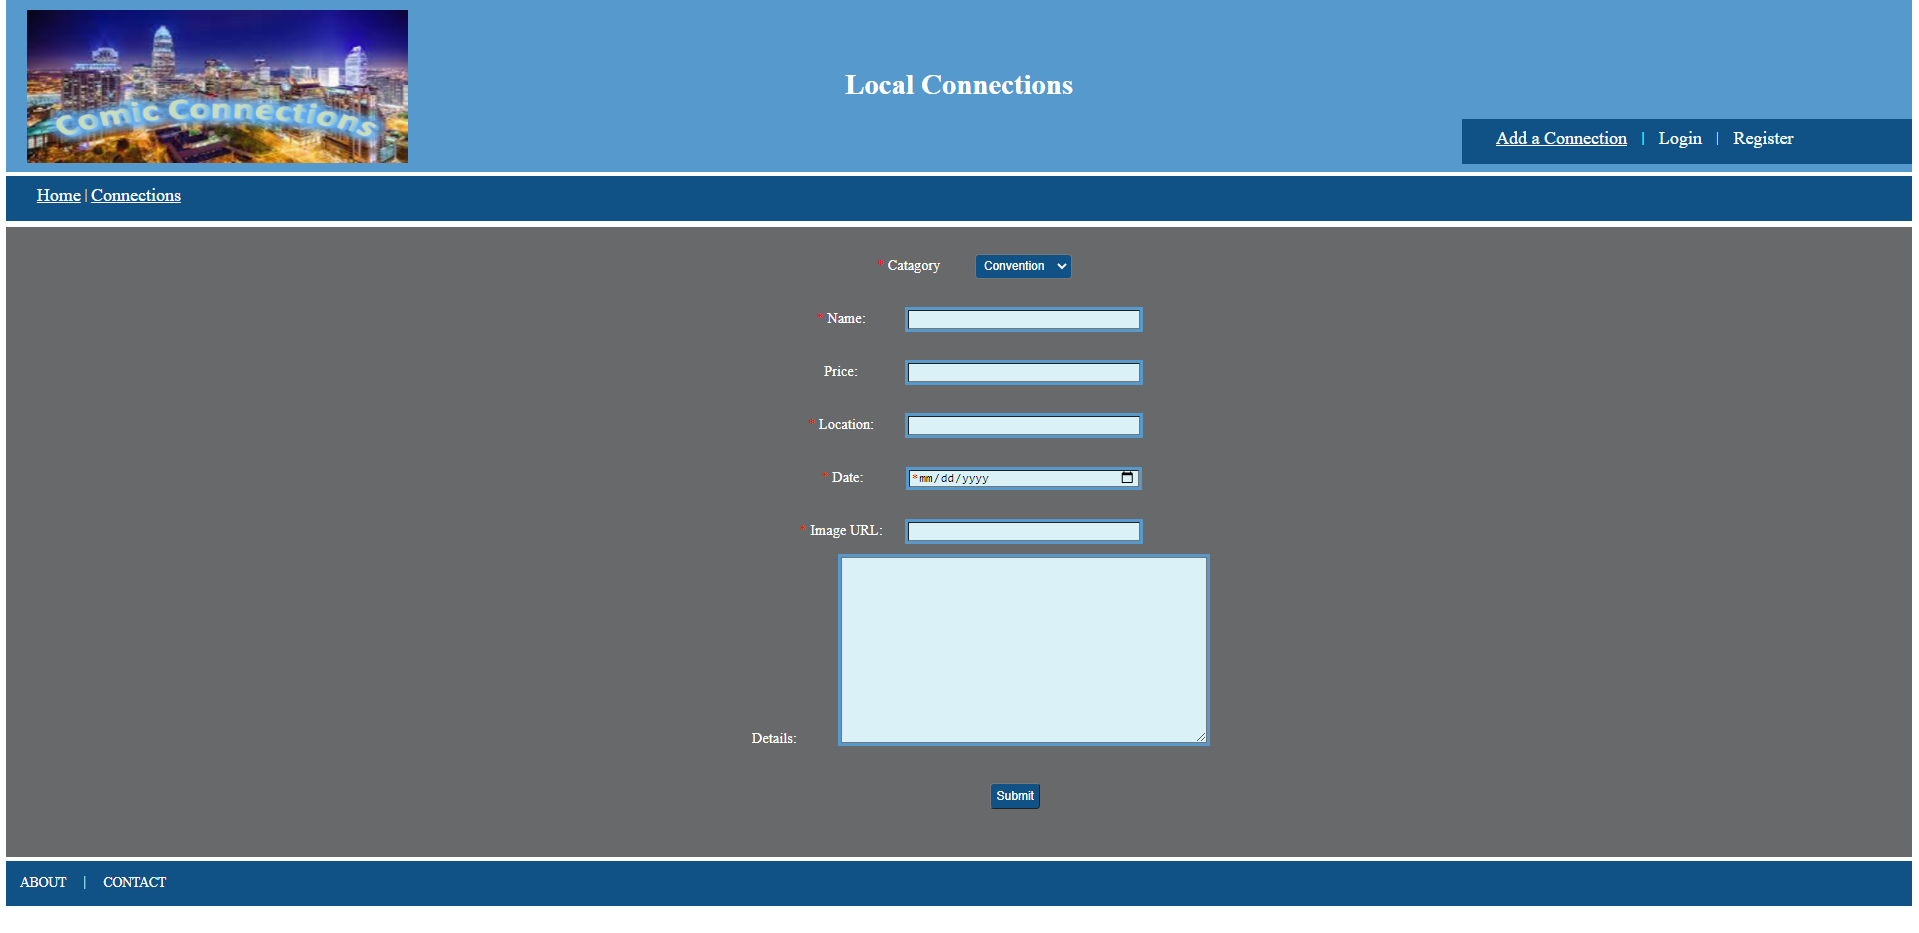 Comic Connections
Local Connections
Add a Connection | Login | Register
Home | Connections
* Catagory Convention
* Name:
Price:
* Location:
* Date: *mm/dd/yyyy
* Image URL:
Details:
Submit
ABOUT | CONTACT